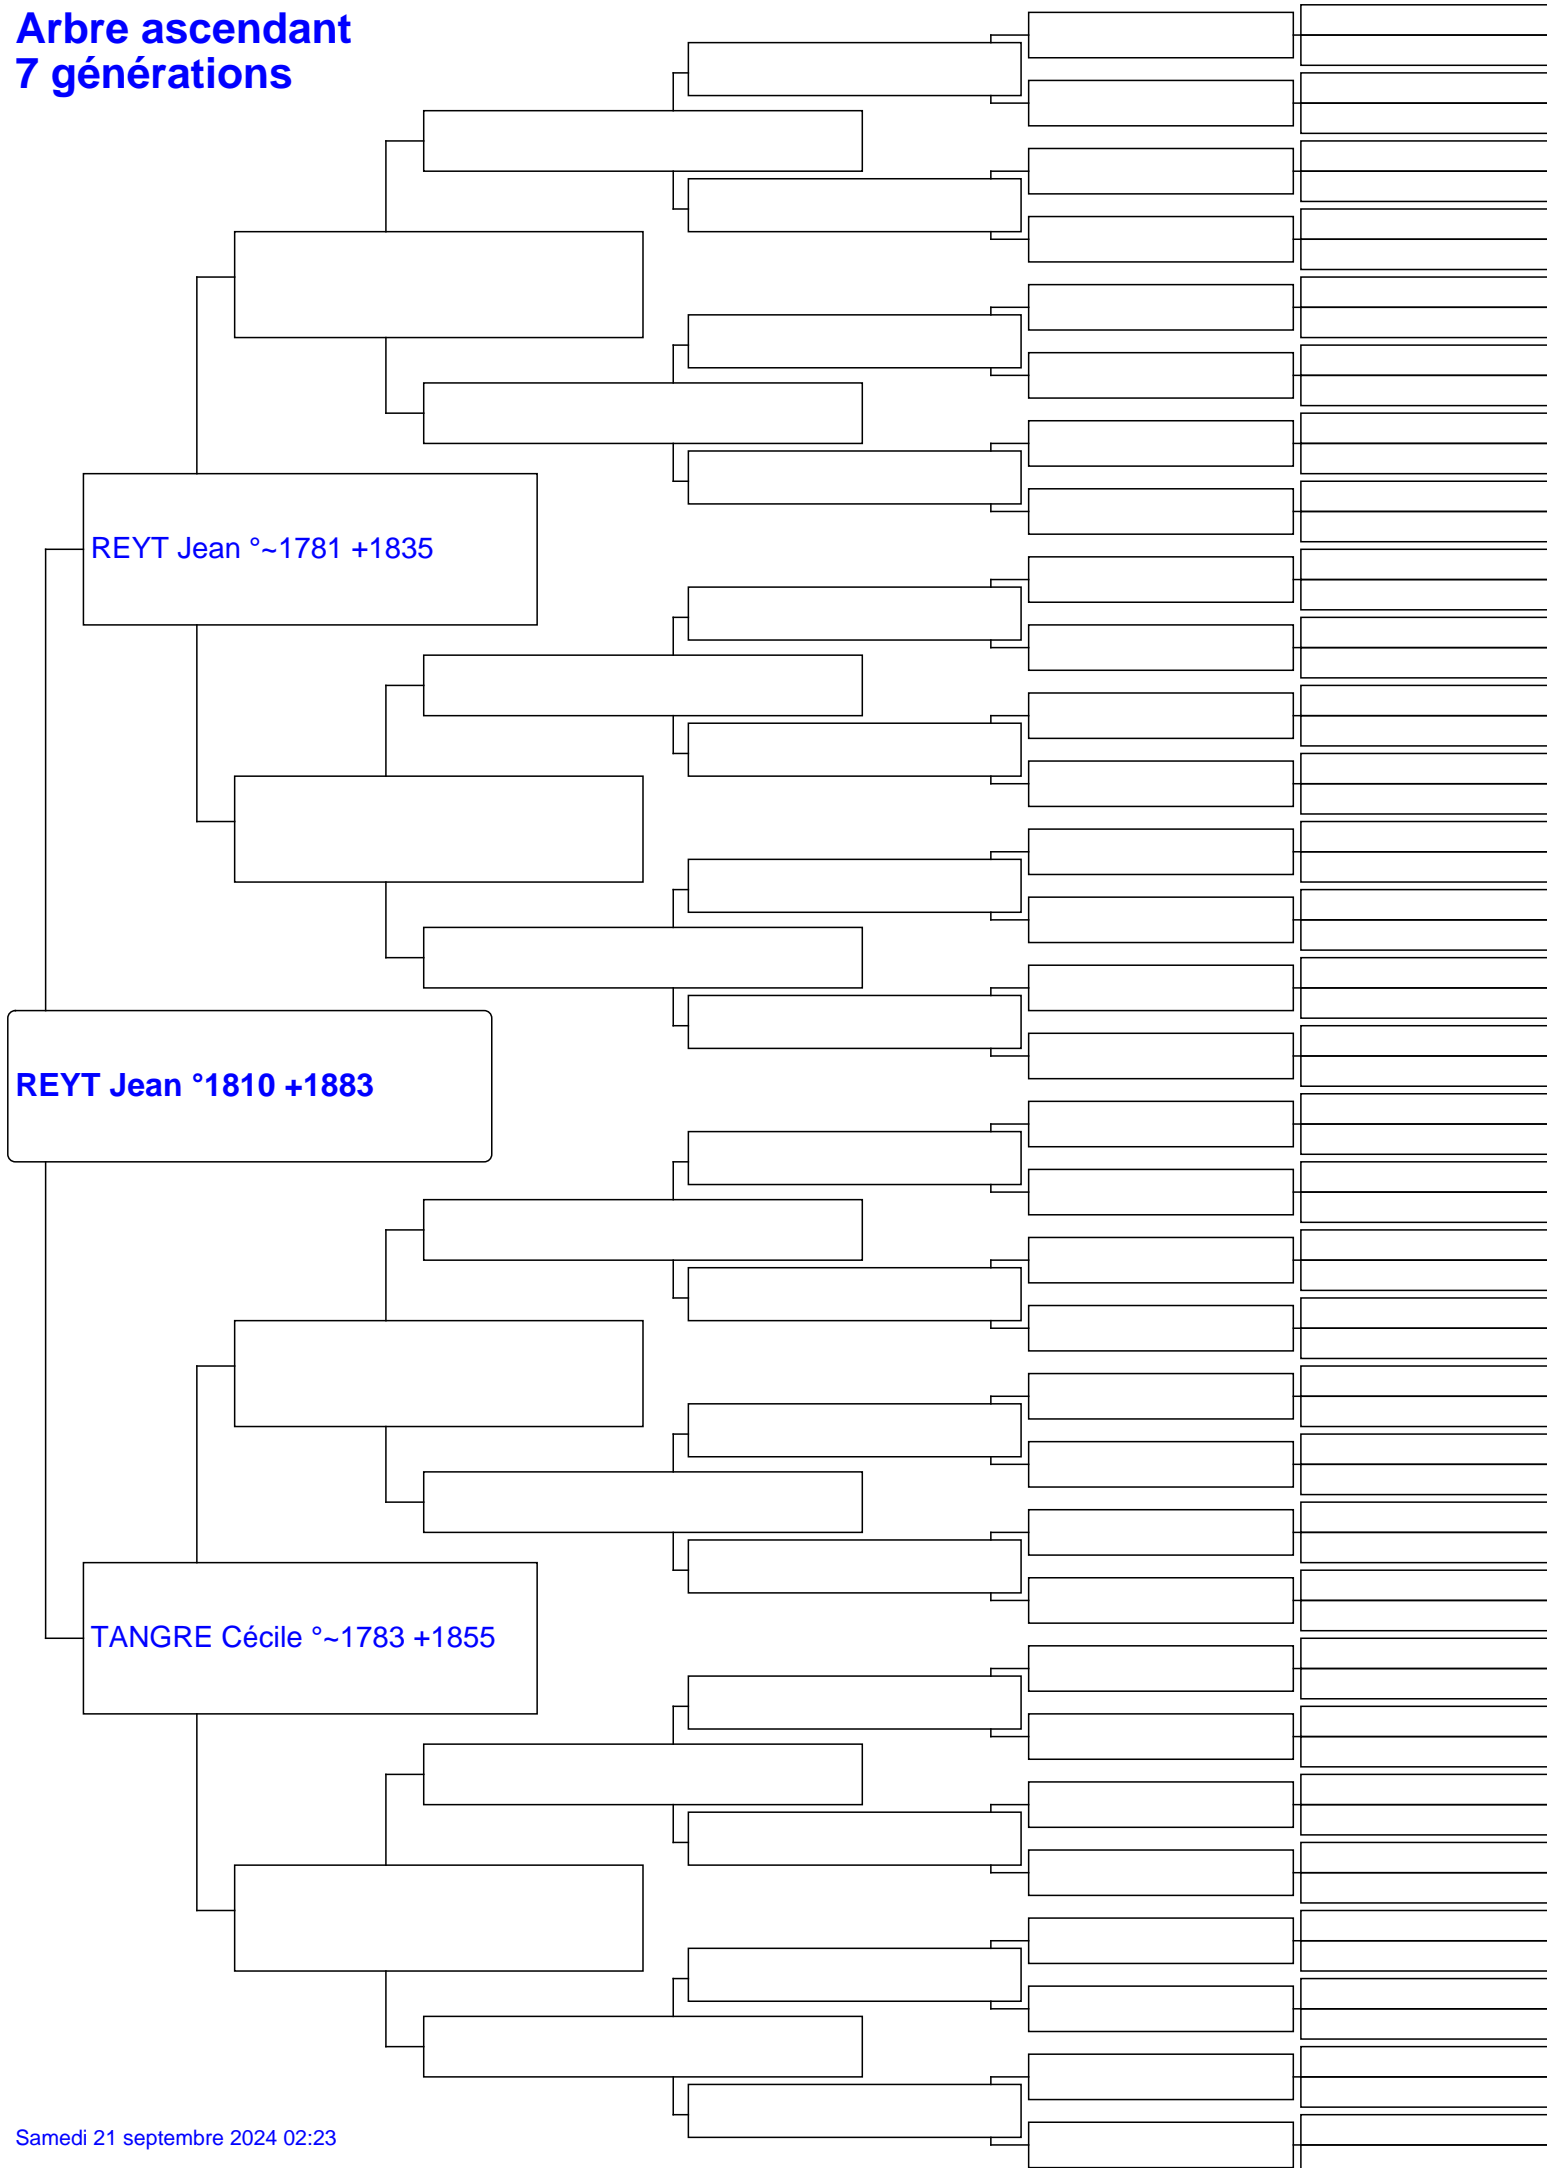 Arbre ascendant
7 générations
REYT Jean °~1781 +1835
REYT Jean °1810 +1883
TANGRE Cécile °~1783 +1855
Samedi 21 septembre 2024 02:23